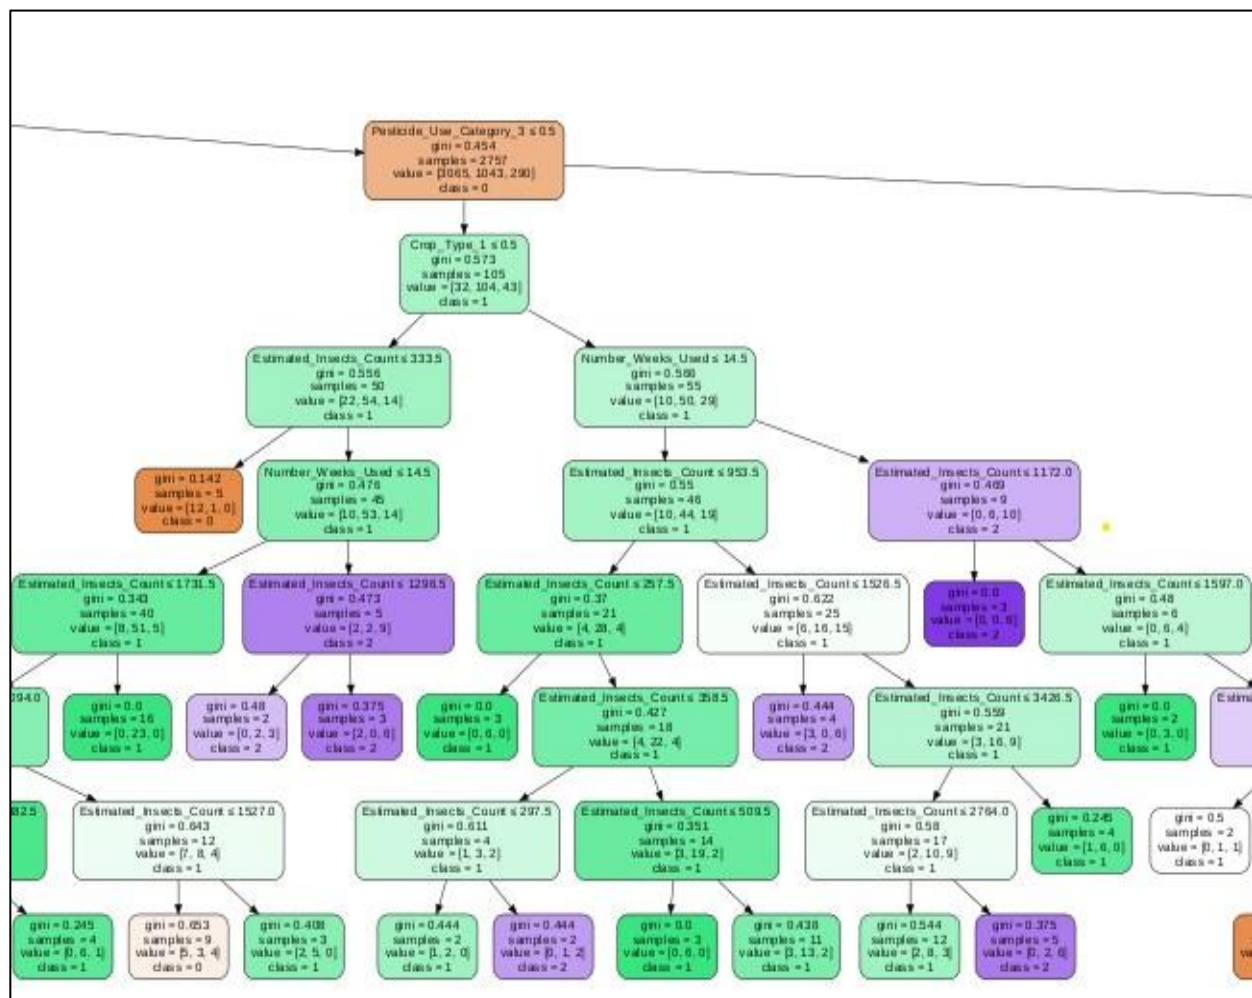 Pesticide_Use_Category_3 ≤ 0.5
gini = 0.454
samples = 2757
value = [3065, 1043, 290]
class = 0
Crop_Type_1 ≤ 0.5
gini = 0.573
samples = 105
value = [32, 104, 43]
class = 1
Estimated_Insects_Count ≤ 333.5
gini = 0.556
samples = 50
value = [22, 54, 14]
class = 1
Number_Weeks_Used ≤ 14.5
gini = 0.566
samples = 55
value = [10, 50, 29]
class = 1
gini = 0.142
samples = 5
value = [12, 1, 0]
class = 0
Number_Weeks_Used ≤ 14.5
gini = 0.476
samples = 45
value = [10, 53, 14]
class = 1
Estimated_Insects_Count ≤ 953.5
gini = 0.55
samples = 46
value = [10, 44, 19]
class = 1
Estimated_Insects_Count ≤ 1172.0
gini = 0.469
samples = 9
value = [0, 6, 10]
class = 2
Estimated_Insects_Count ≤ 1731.5
gini = 0.343
samples = 40
value = [8, 51, 5]
class = 1
Estimated_Insects_Count ≤ 1298.5
gini = 0.473
samples = 5
value = [2, 2, 9]
class = 2
Estimated_Insects_Count ≤ 257.5
gini = 0.37
samples = 21
value = [4, 28, 4]
class = 1
Estimated_Insects_Count ≤ 1526.5
gini = 0.622
samples = 25
value = [6, 16, 15]
class = 1
gini = 0.0
samples = 3
value = [0, 0, 6]
class = 2
Estimated_Insects_Count ≤ 1597.0
gini = 0.48
samples = 6
value = [0, 6, 4]
class = 1
294.0
gini = 0.0
samples = 16
value = [0, 23, 0]
class = 1
gini = 0.48
samples = 2
value = [0, 2, 3]
class = 2
gini = 0.375
samples = 3
value = [2, 0, 6]
class = 2
gini = 0.0
samples = 3
value = [0, 6, 0]
class = 1
Estimated_Insects_Count ≤ 358.5
gini = 0.427
samples = 18
value = [4, 22, 4]
class = 1
gini = 0.444
samples = 4
value = [3, 0, 6]
class = 2
Estimated_Insects_Count ≤ 3426.5
gini = 0.559
samples = 21
value = [3, 16, 9]
class = 1
gini = 0.0
samples = 2
value = [0, 3, 0]
class = 1
Estima
32.5
Estimated_Insects_Count ≤ 1527.0
gini = 0.643
samples = 12
value = [7, 8, 4]
class = 1
Estimated_Insects_Count ≤ 297.5
gini = 0.611
samples = 4
value = [1, 3, 2]
class = 1
Estimated_Insects_Count ≤ 509.5
gini = 0.351
samples = 14
value = [3, 19, 2]
class = 1
Estimated_Insects_Count ≤ 2764.0
gini = 0.58
samples = 17
value = [2, 10, 9]
class = 1
gini = 0.245
samples = 4
value = [1, 6, 0]
class = 1
gini = 0.5
samples = 2
value = [0, 1, 1]
class = 1
gini = 0.245
samples = 4
value = [0, 6, 1]
class = 1
gini = 0.653
samples = 9
value = [5, 3, 4]
class = 0
gini = 0.408
samples = 3
value = [2, 5, 0]
class = 1
gini = 0.444
samples = 2
value = [1, 2, 0]
class = 1
gini = 0.444
samples = 2
value = [0, 1, 2]
class = 2
gini = 0.0
samples = 3
value = [0, 6, 0]
class = 1
gini = 0.438
samples = 11
value = [3, 13, 2]
class = 1
gini = 0.544
samples = 12
value = [2, 8, 3]
class = 1
gini = 0.375
samples = 5
value = [0, 2, 6]
class = 2
va